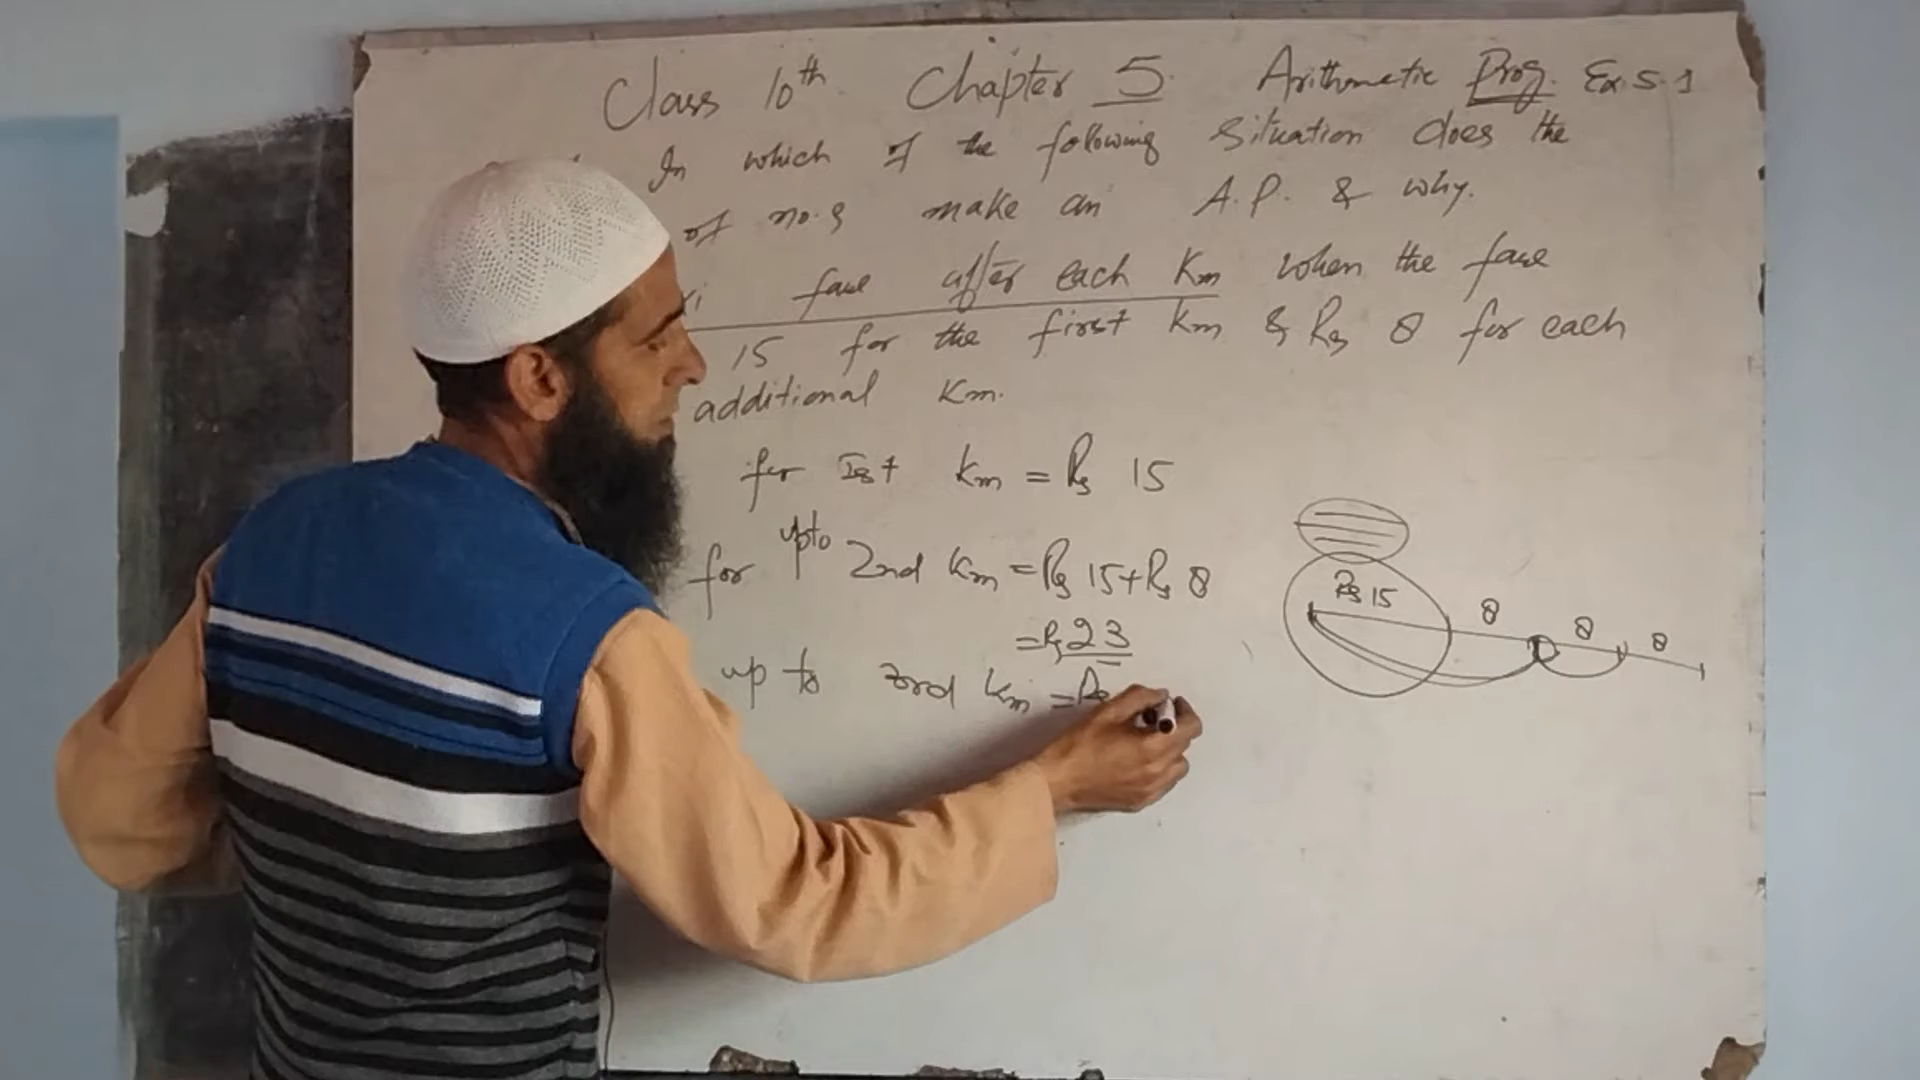 Class 10th Chapter 5 Arithmetic Prog. Ex. 5.1
In which of the following Situation does the
of no.s make an A.P. & why.
xi fare after each Km when the fare
15 for the first Km & Rs 8 for each
additional Km.
for Ist Km = Rs 15
for upto 2nd Km = Rs 15 + Rs 8
= Rs 23
up to 3rd Km = Rs
Rs 15 8 8 8